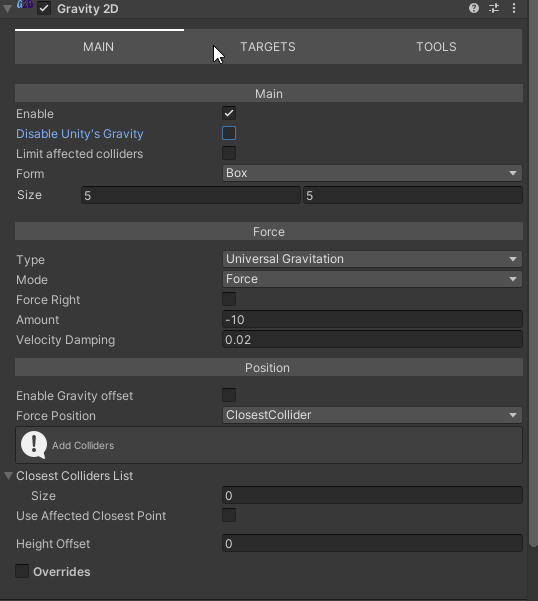 Gravity 2D
MAIN TARGETS TOOLS
Main
Enable
Disable Unity's Gravity
Limit affected colliders
Form Box
Size 5 5
Force
Type Universal Gravitation
Mode Force
Force Right
Amount -10
Velocity Damping 0.02
Position
Enable Gravity offset
Force Position ClosestCollider
Add Colliders
Closest Colliders List
Size 0
Use Affected Closest Point
Height Offset 0
Overrides